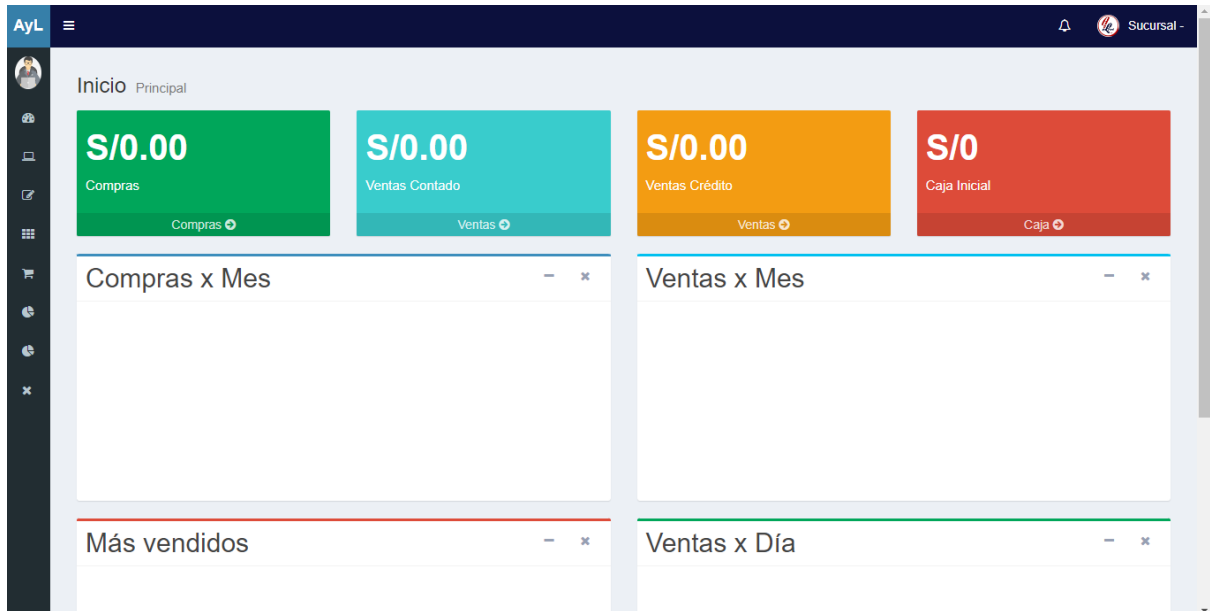 AyL
Sucursal -
Inicio Principal
S/0.00
Compras
Compras
S/0.00
Ventas Contado
Ventas
S/0.00
Ventas Crédito
Ventas
S/0
Caja Inicial
Caja
Compras x Mes
Ventas x Mes
Más vendidos
Ventas x Día